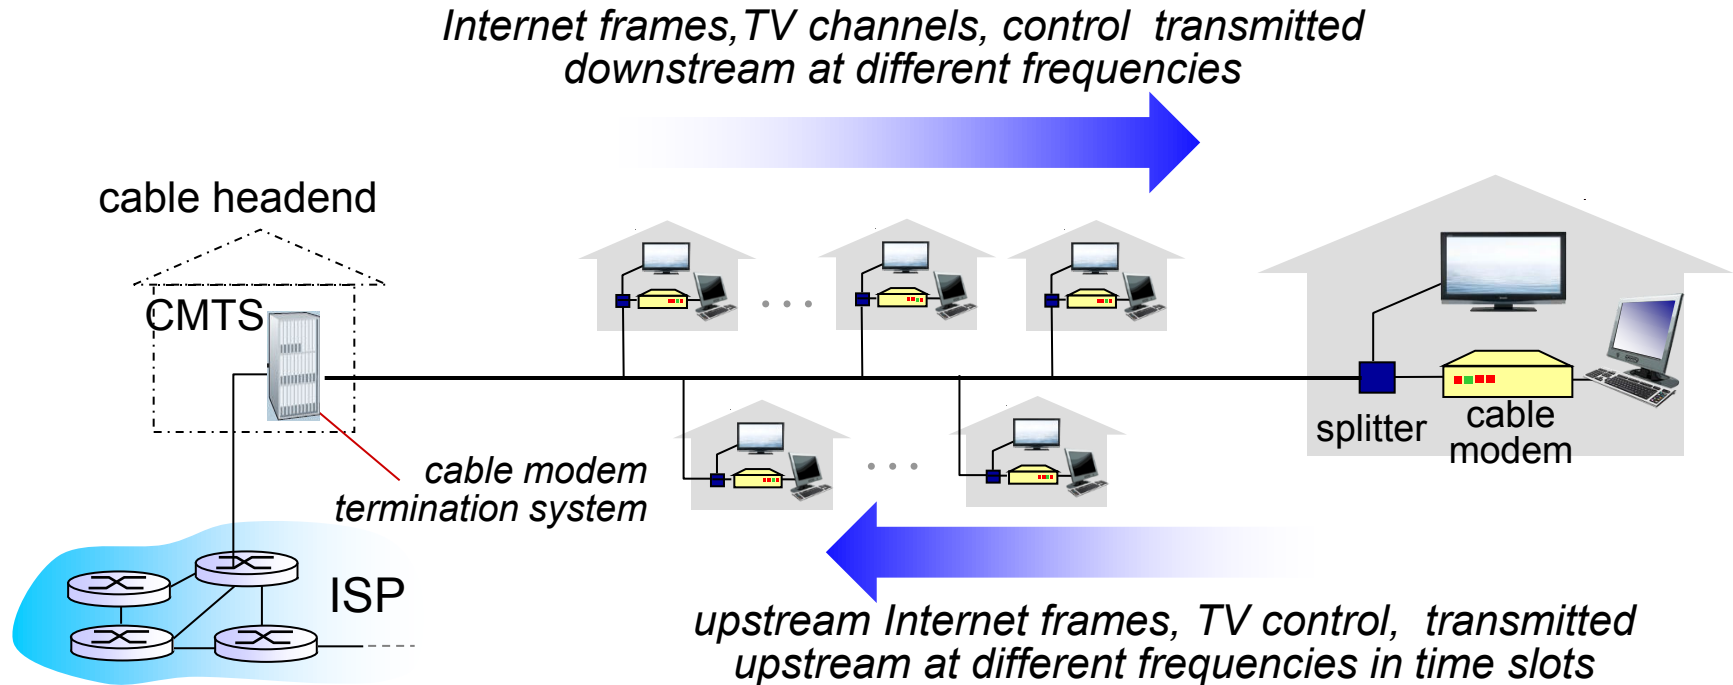 Internet frames,TV channels, control transmitted
downstream at different frequencies
cable headend
CMTS
splitter
cable
modem
cable modem
termination system
ISP
upstream Internet frames, TV control, transmitted
upstream at different frequencies in time slots